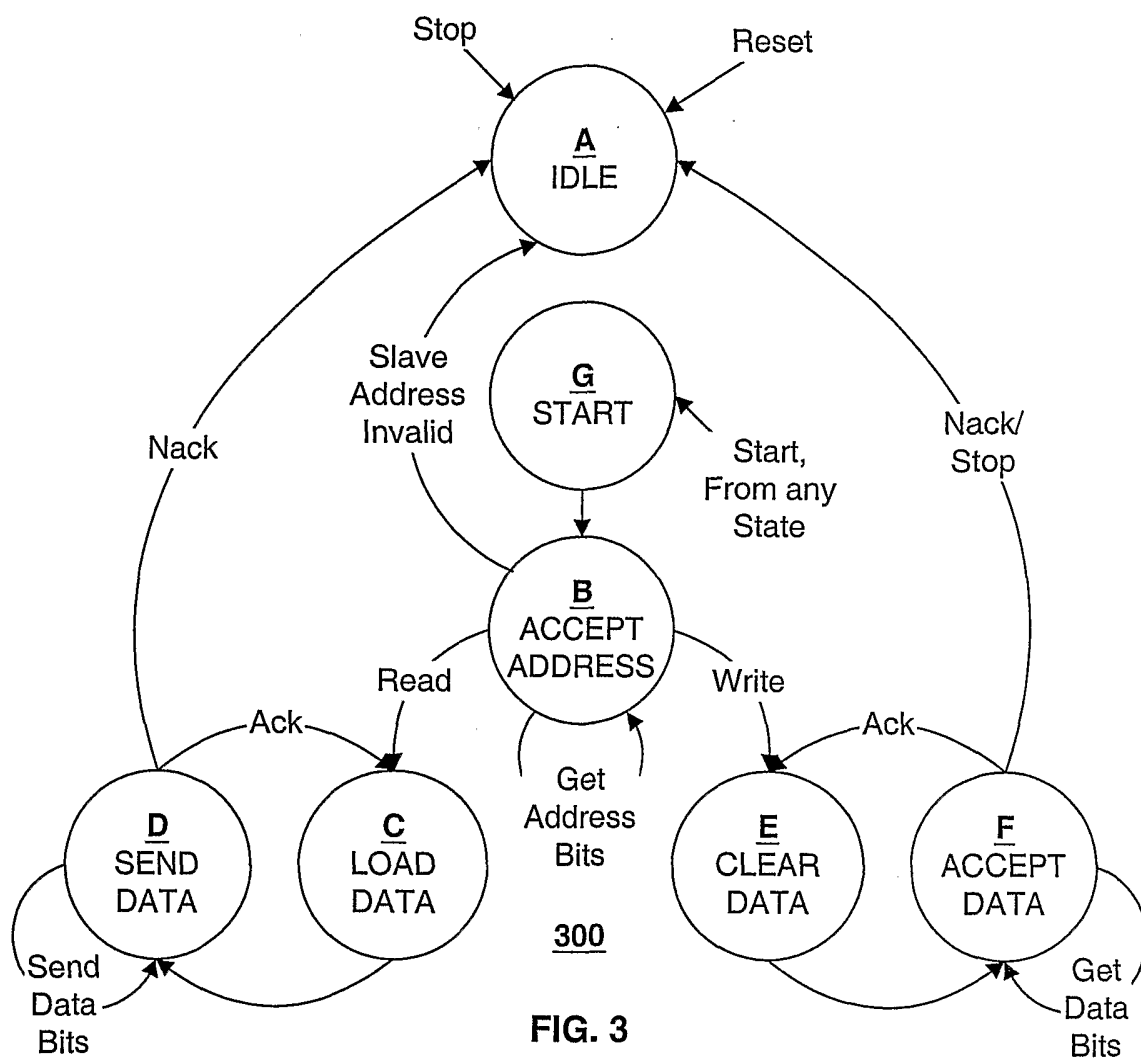 Stop
Reset
A
IDLE
Slave
Address
Invalid
G
START
Nack
Nack/
Stop
Start,
From any
State
B
ACCEPT
ADDRESS
Read
Write
Ack
Ack
Get
Address
Bits
D
SEND
DATA
C
LOAD
DATA
E
CLEAR
DATA
F
ACCEPT
DATA
300
Send
Data
Bits
Get
Data
Bits
FIG. 3